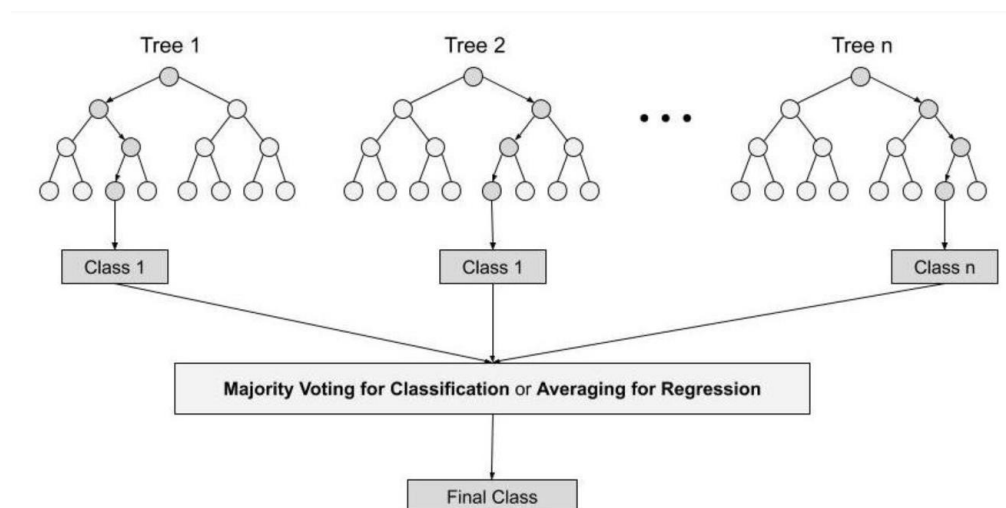 Tree 1
Tree 2
Tree n
Class 1
Class 1
Class n
Majority Voting for Classification or Averaging for Regression
Final Class